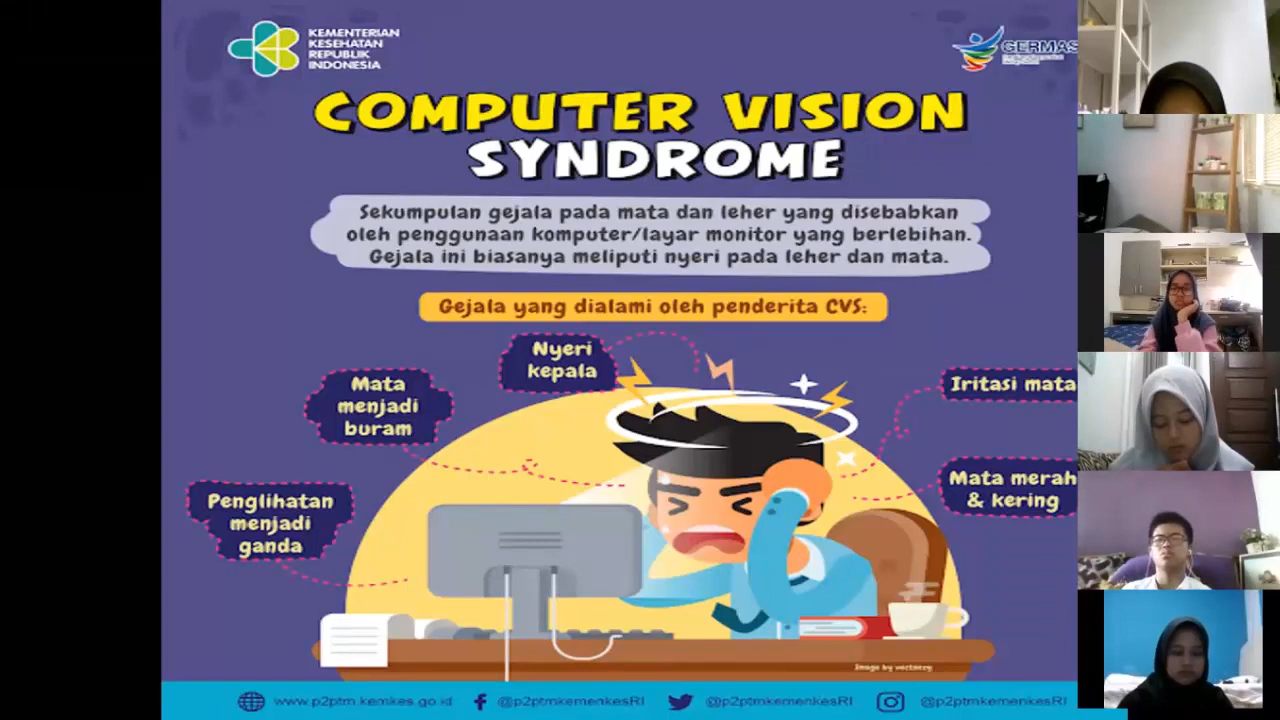 KEMENTERIAN
KESEHATAN
REPUBLIK
INDONESIA
GERMAS
COMPUTER VISION
SYNDROME
Sekumpulan gejala pada mata dan leher yang disebabkan
oleh penggunaan komputer/layar monitor yang berlebihan.
Gejala ini biasanya meliputi nyeri pada leher dan mata.
Gejala yang dialami oleh penderita CVS:
Nyeri
kepala
Mata
menjadi
buram
Iritasi mata
Penglihatan
menjadi
ganda
Mata merah
& kering
Image by vecteezy
www.p2ptm.kemkes.go.id
@p2ptmkemenkesRI
@p2ptmkemenkesRI
@p2ptmkemenkesRI